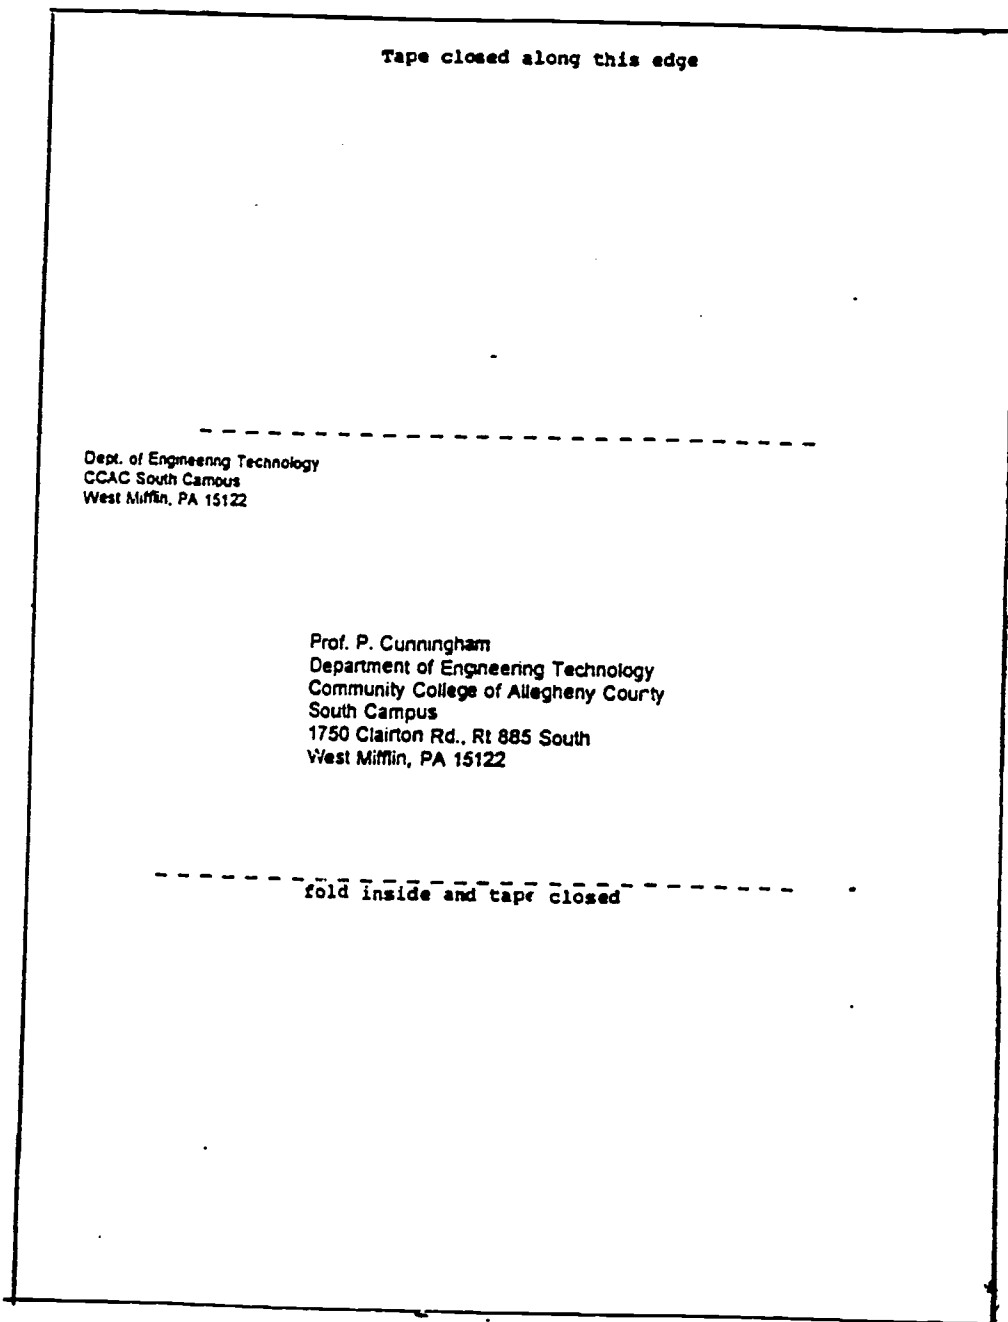 Tape closed along this edge
Dept. of Engineering Technology
CCAC South Campus
West Mifflin, PA 15122
Prof. P. Cunningham
Department of Engineering Technology
Community College of Allegheny County
South Campus
1750 Clairton Rd., Rt 885 South
West Mifflin, PA 15122
fold inside and tape closed